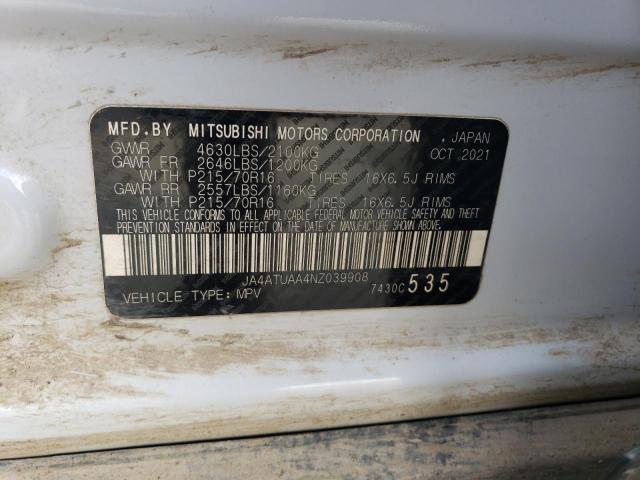 MFD.BY MITSUBISHI MOTORS CORPORATION , JAPAN
GVWR 4630LBS/2100KG OCT 2021
GAWR FR 2646LBS/1200KG
WITH P215/70R16 TIRES 16X6.5J RIMS
GAWR RR 2557LBS/1160KG
WITH P215/70R16 TIRES 16X6.5J RIMS
THIS VEHICLE CONFORMS TO ALL APPLICABLE FEDERAL MOTOR VEHICLE SAFETY AND THEFT
PREVENTION STANDARDS IN EFFECT ON THE DATE OF MANUFACTURE SHOWN ABOVE.
JA4ATUAA4NZ039908
VEHICLE TYPE: MPV 7430C 535